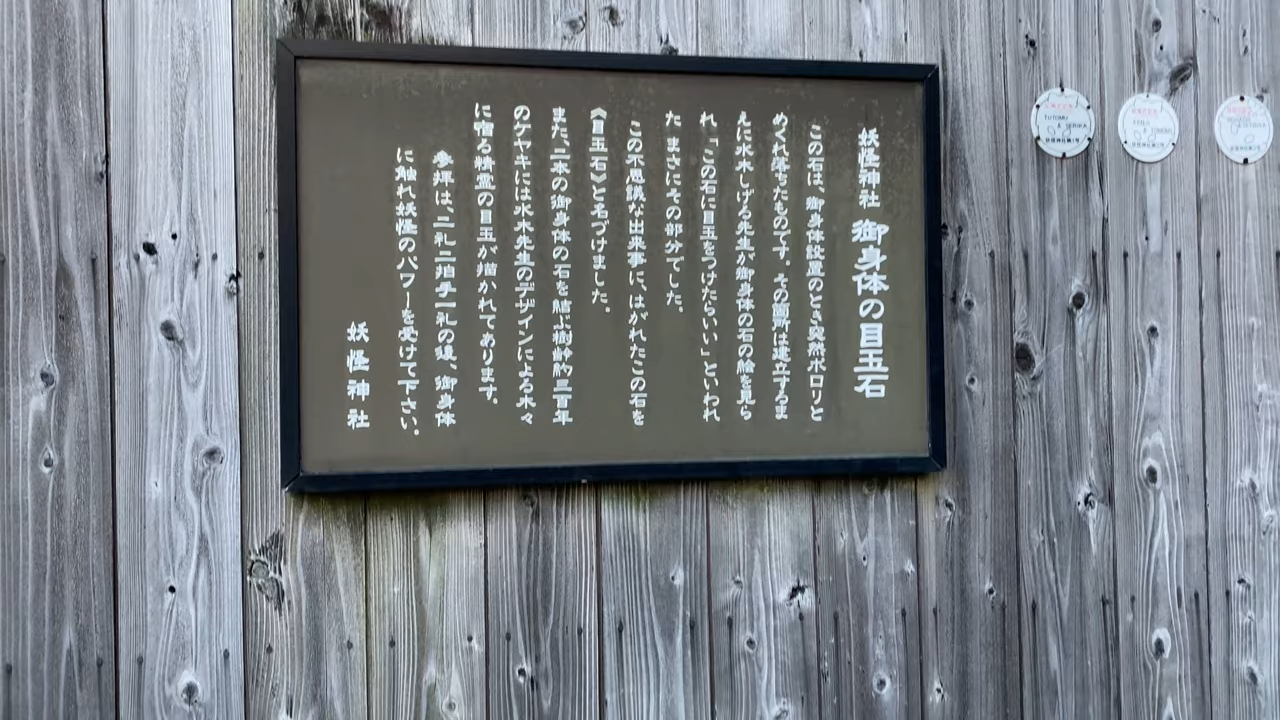 妖怪神社 御身体の目玉石
この石は、御身体設置のとき突然ポロリと
めくれ落ちたものです。その箇所は建立するま
えに水木しげる先生が御身体の石の絵を見ら
れ「この石に目玉をつけたらいい」といわれ
た まさにその部分でした。
この不思議な出来事に、はがれたこの石を
《目玉石》と名づけました。
また、二本の御身体の石を結ぶ樹齢約三百年
のケヤキには水木先生のデザインによる木々
に宿る精霊の目玉が描かれてあります。
参拝は、二礼二拍手一礼の後、御身体
に触れ妖怪のパワーを受けて下さい。
妖怪神社
TUTOMU
& SERIKA
& TOMOMI